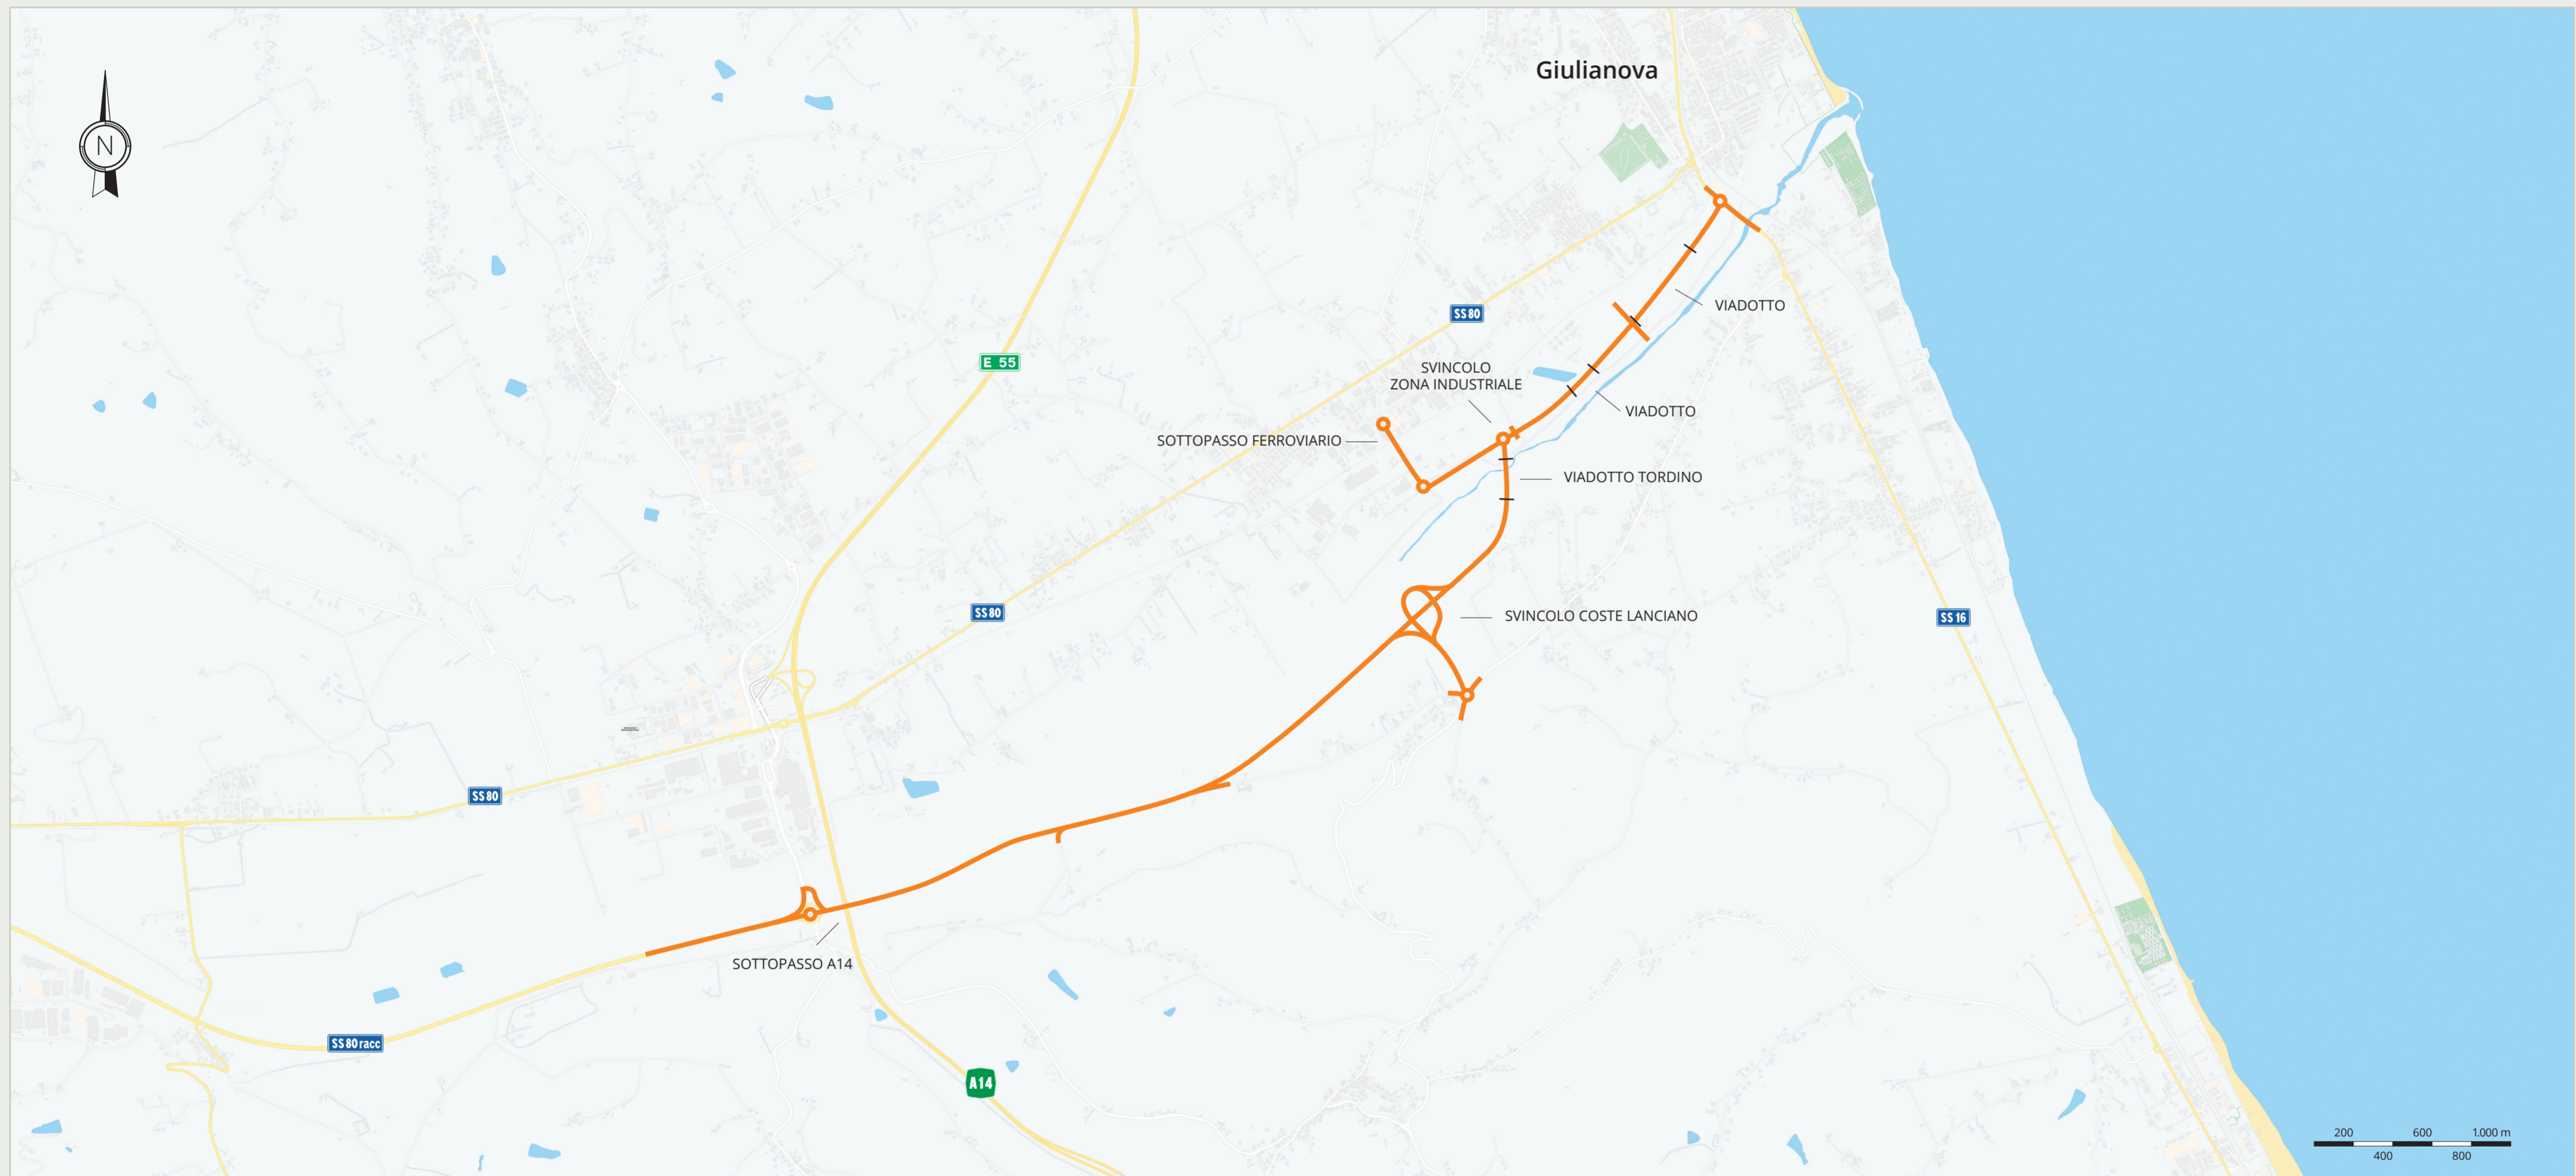 Giulianova
N
SS 80
VIADOTTO
E 55
SVINCOLO
ZONA INDUSTRIALE
VIADOTTO
SOTTOPASSO FERROVIARIO
VIADOTTO TORDINO
SS 80
SVINCOLO COSTE LANCIANO
SS 16
SS 80
SOTTOPASSO A14
SS 80 racc
A14
200 600 1.000 m
400 800